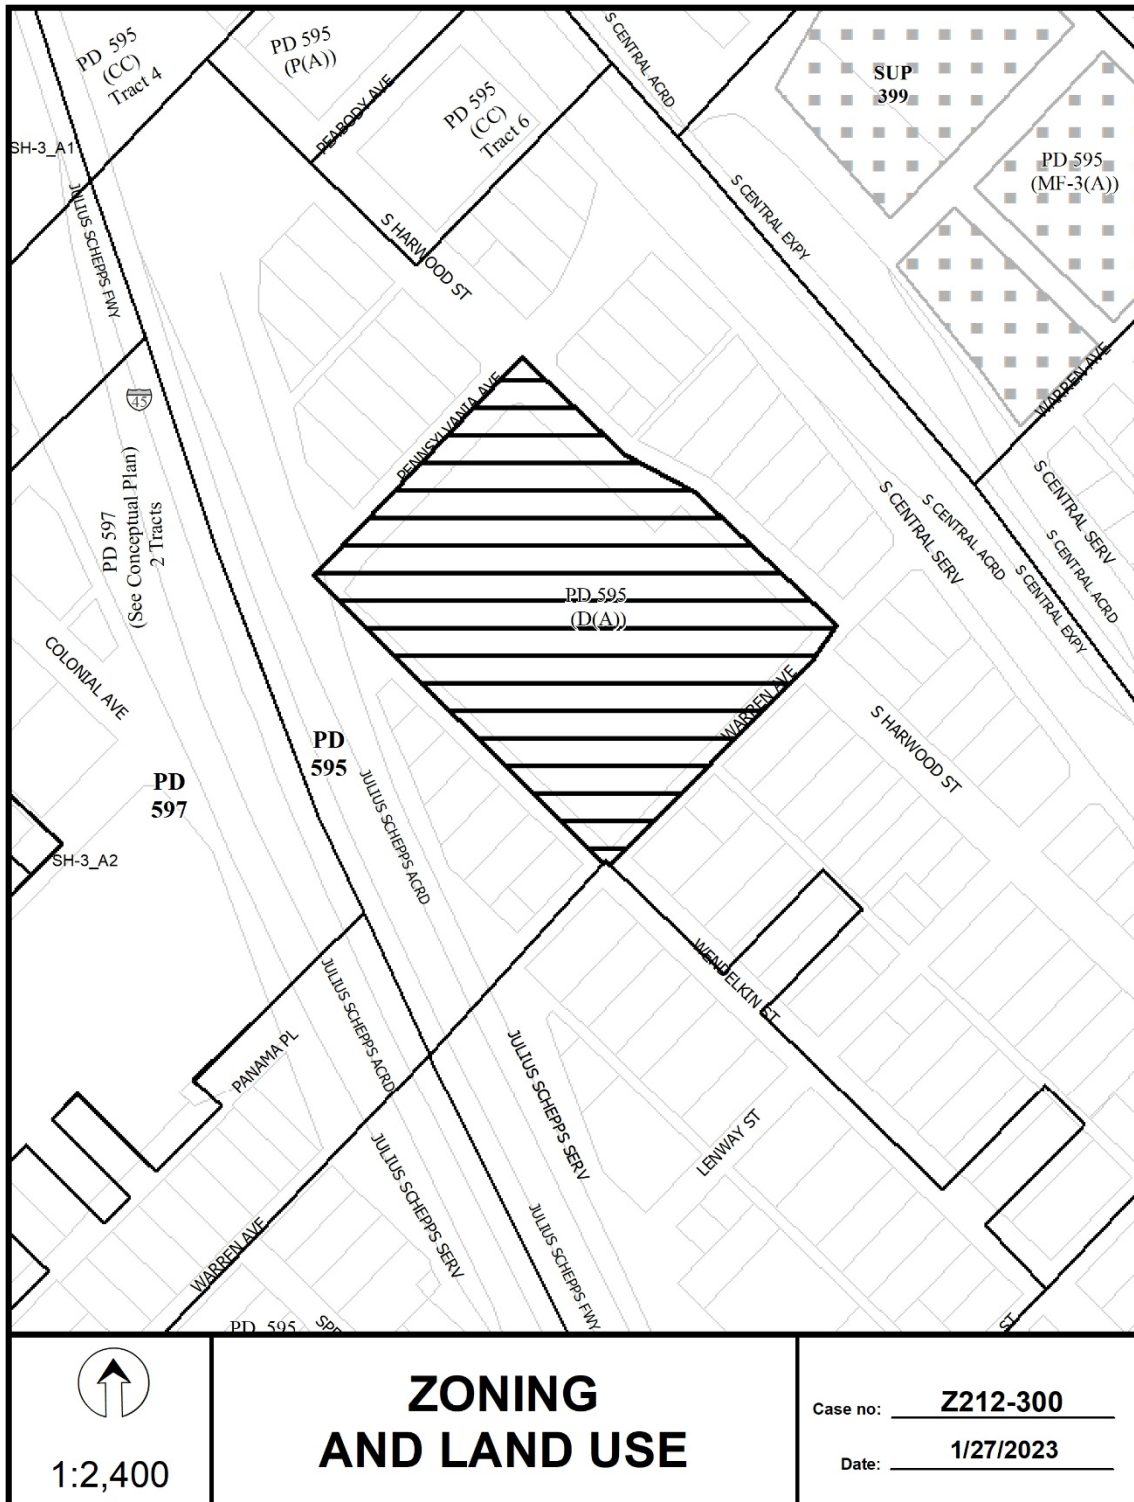 PD 595
(CC)
Tract 4
PD 595
(P(A))
PEABODY AVE
PD 595
(CC)
Tract 6
S CENTRAL ACRD
SUP
399
PD 595
(MF-3(A))
SH-3_A1
JULIUS SCHEPPS FWY
S HARWOOD ST
S CENTRAL EXPY
WARREN AVE
45
PENNSYLVANIA AVE
PD 597
(See Conceptual Plan)
2 Tracts
S CENTRAL SERV
S CENTRAL ACRD
S CENTRAL SERV
S CENTRAL ACRD
S CENTRAL EXPY
PD 595
(D(A))
COLONIAL AVE
WARREN AVE
S HARWOOD ST
PD
595
PD
597
JULIUS SCHEPPS ACRD
SH-3_A2
WENDELKIN ST
JULIUS SCHEPPS ACRD
PANAMA PL
JULIUS SCHEPPS SERV
LENWAY ST
JULIUS SCHEPPS SERV
JULIUS SCHEPPS FWY
WARREN AVE
PD 595
ST
1:2,400
ZONING
AND LAND USE
Case no: Z212-300
Date: 1/27/2023